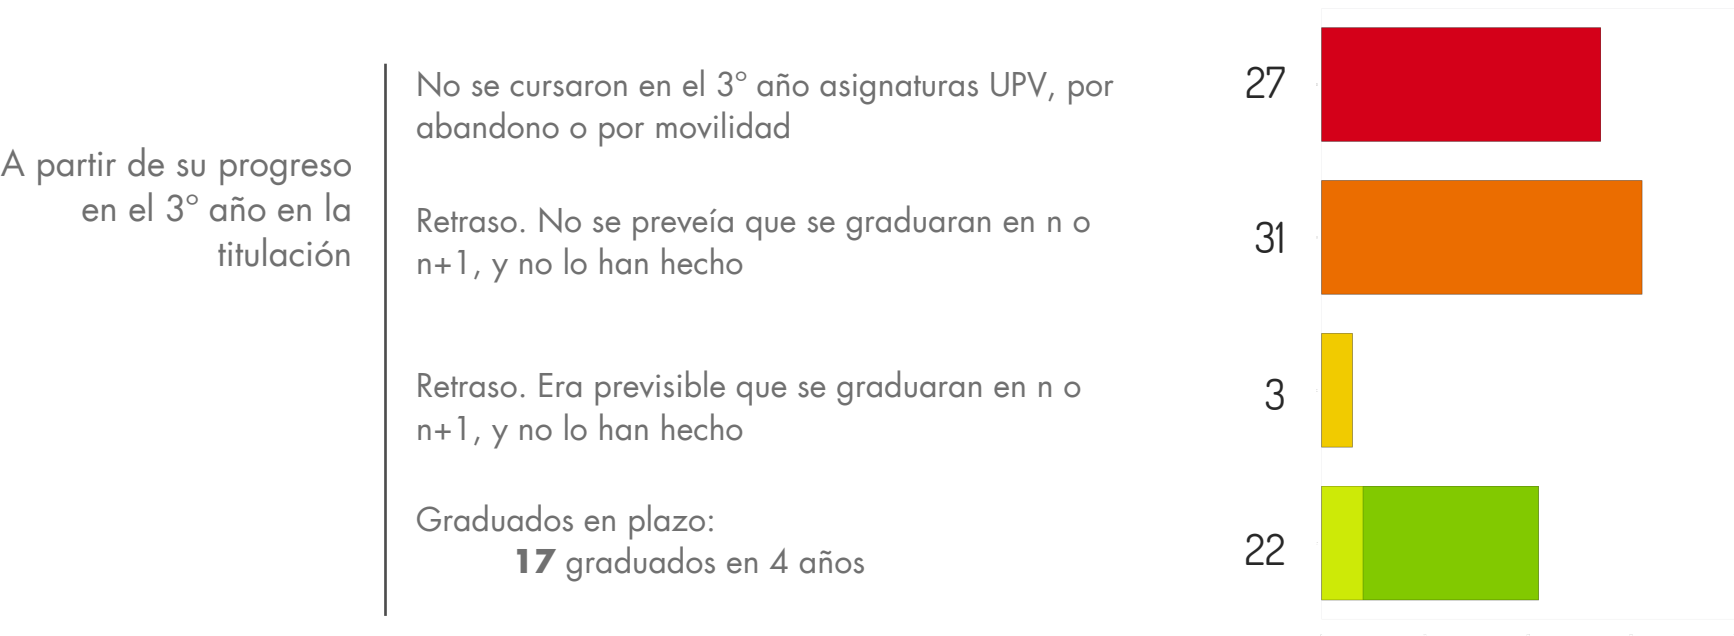 A partir de su progreso
en el 3º año en la
titulación
No se cursaron en el 3º año asignaturas UPV, por
abandono o por movilidad
27
Retraso. No se preveía que se graduaran en n o
n+1, y no lo han hecho
31
Retraso. Era previsible que se graduaran en n o
n+1, y no lo han hecho
3
Graduados en plazo:
17 graduados en 4 años
22